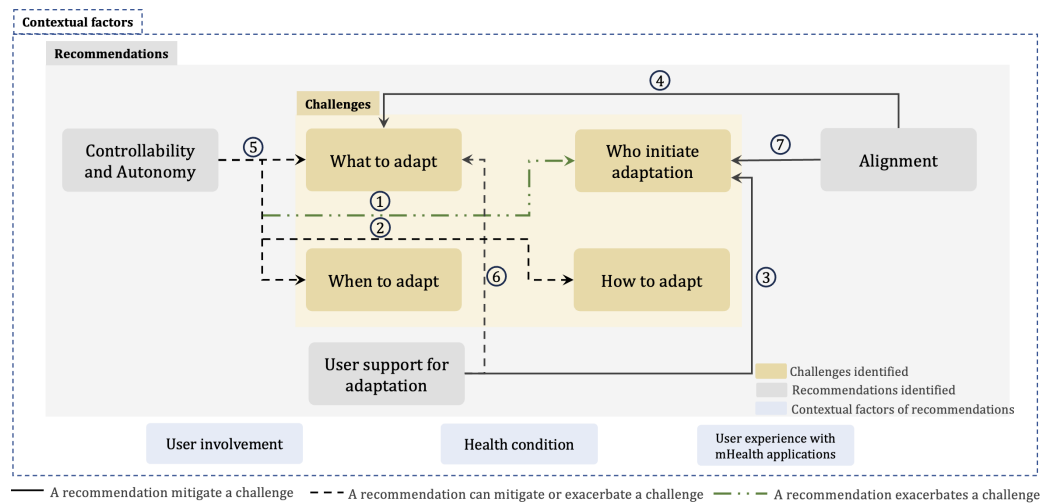 Contextual factors
Recommendations
④
Challenges
Controllability
and Autonomy
⑤
What to adapt
Who initiate
adaptation
⑦
Alignment
①
②
When to adapt
⑥
How to adapt
③
User support for
adaptation
Challenges identified
Recommendations identified
Contextual factors of recommendations
User involvement
Health condition
User experience with
mHealth applications
A recommendation mitigate a challenge
A recommendation can mitigate or exacerbate a challenge
A recommendation exacerbates a challenge